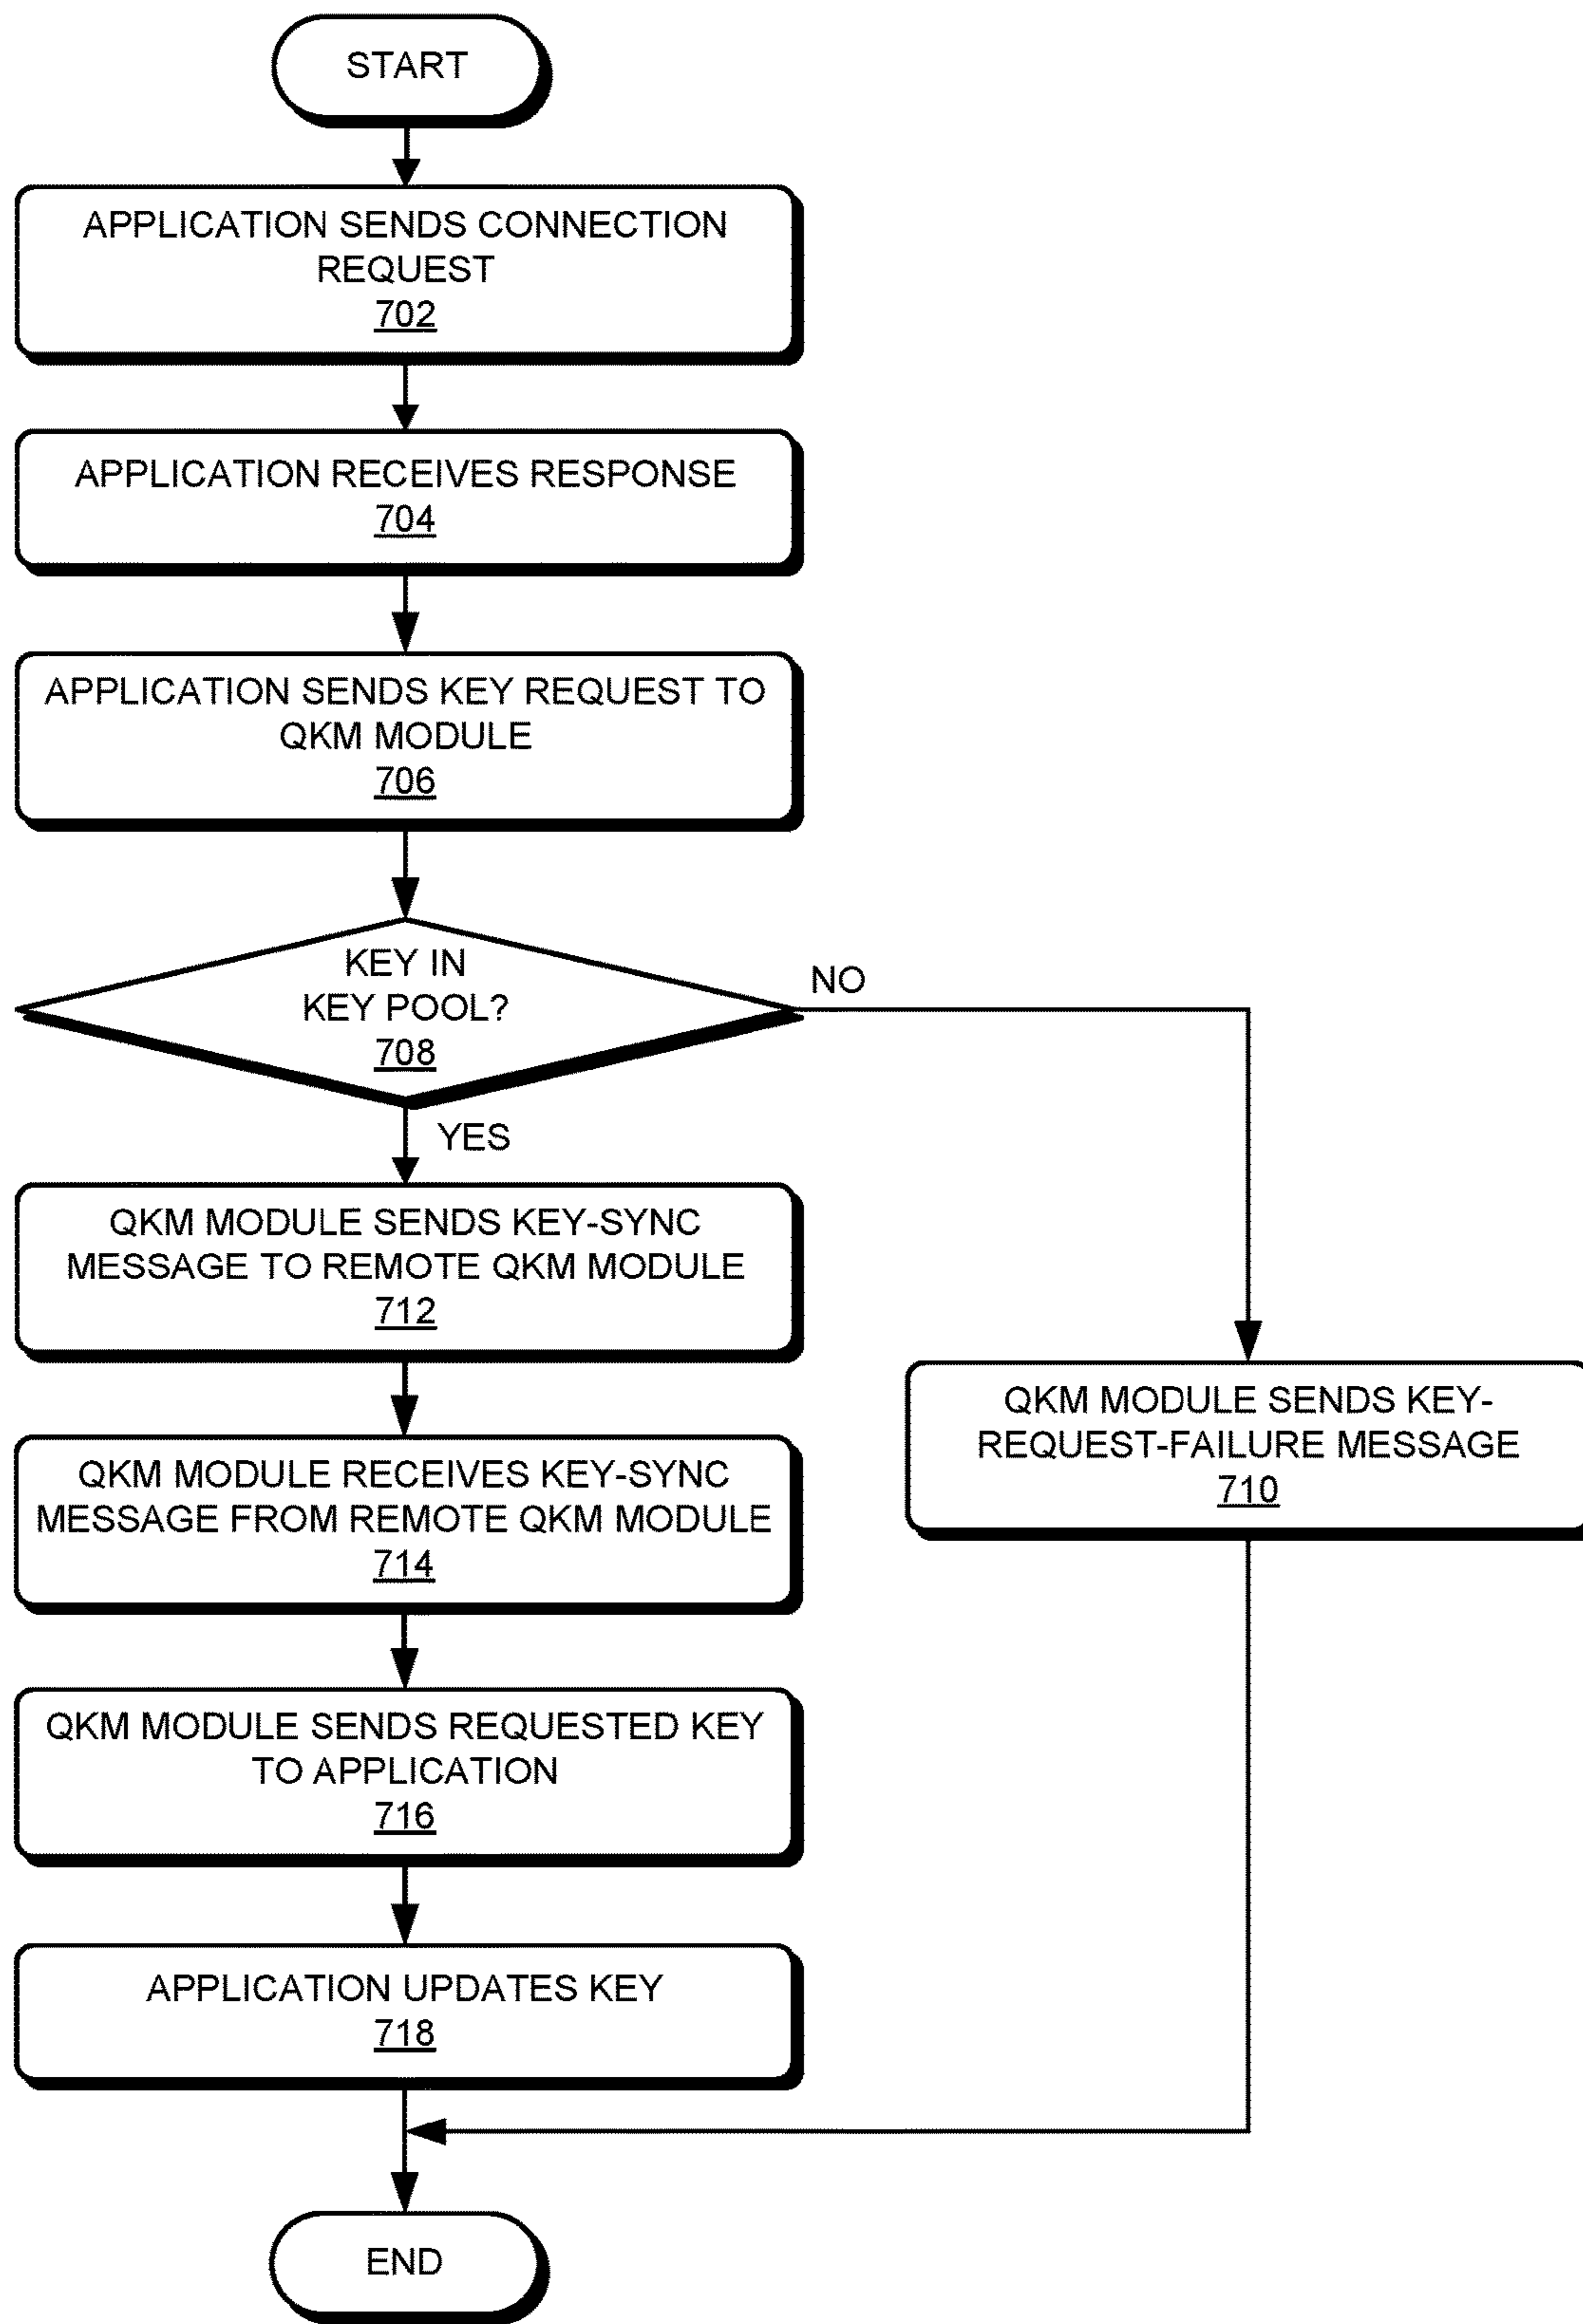 START
APPLICATION SENDS CONNECTION
REQUEST
702
APPLICATION RECEIVES RESPONSE
704
APPLICATION SENDS KEY REQUEST TO
QKM MODULE
706
KEY IN
KEY POOL?
708
NO
YES
QKM MODULE SENDS KEY-SYNC
MESSAGE TO REMOTE QKM MODULE
712
QKM MODULE SENDS KEY-
REQUEST-FAILURE MESSAGE
710
QKM MODULE RECEIVES KEY-SYNC
MESSAGE FROM REMOTE QKM MODULE
714
QKM MODULE SENDS REQUESTED KEY
TO APPLICATION
716
APPLICATION UPDATES KEY
718
END